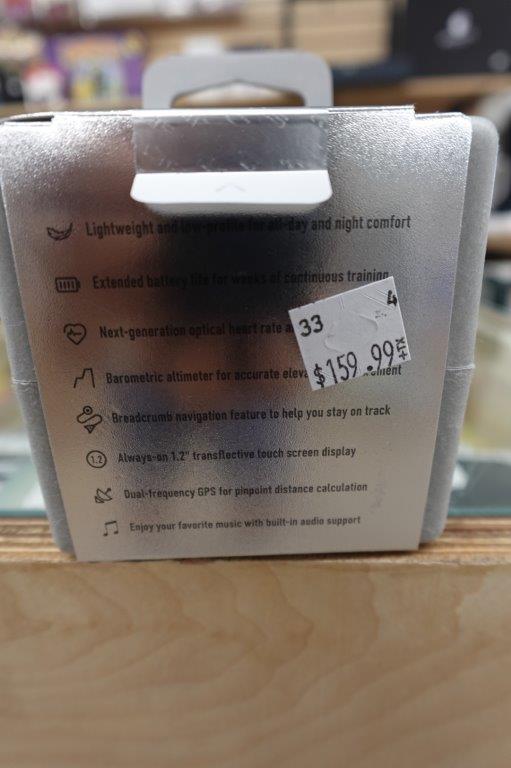 Lightweight and low-profile for all-day and night comfort
Extended battery life for weeks of continuous training
Next-generation optical heart rate a
33
4
$159.99+TX
Barometric altimeter for accurate eleva
Breadcrumb navigation feature to help you stay on track
1.2
Always-on 1.2" transflective touch screen display
Dual-frequency GPS for pinpoint distance calculation
Enjoy your favorite music with built-in audio support